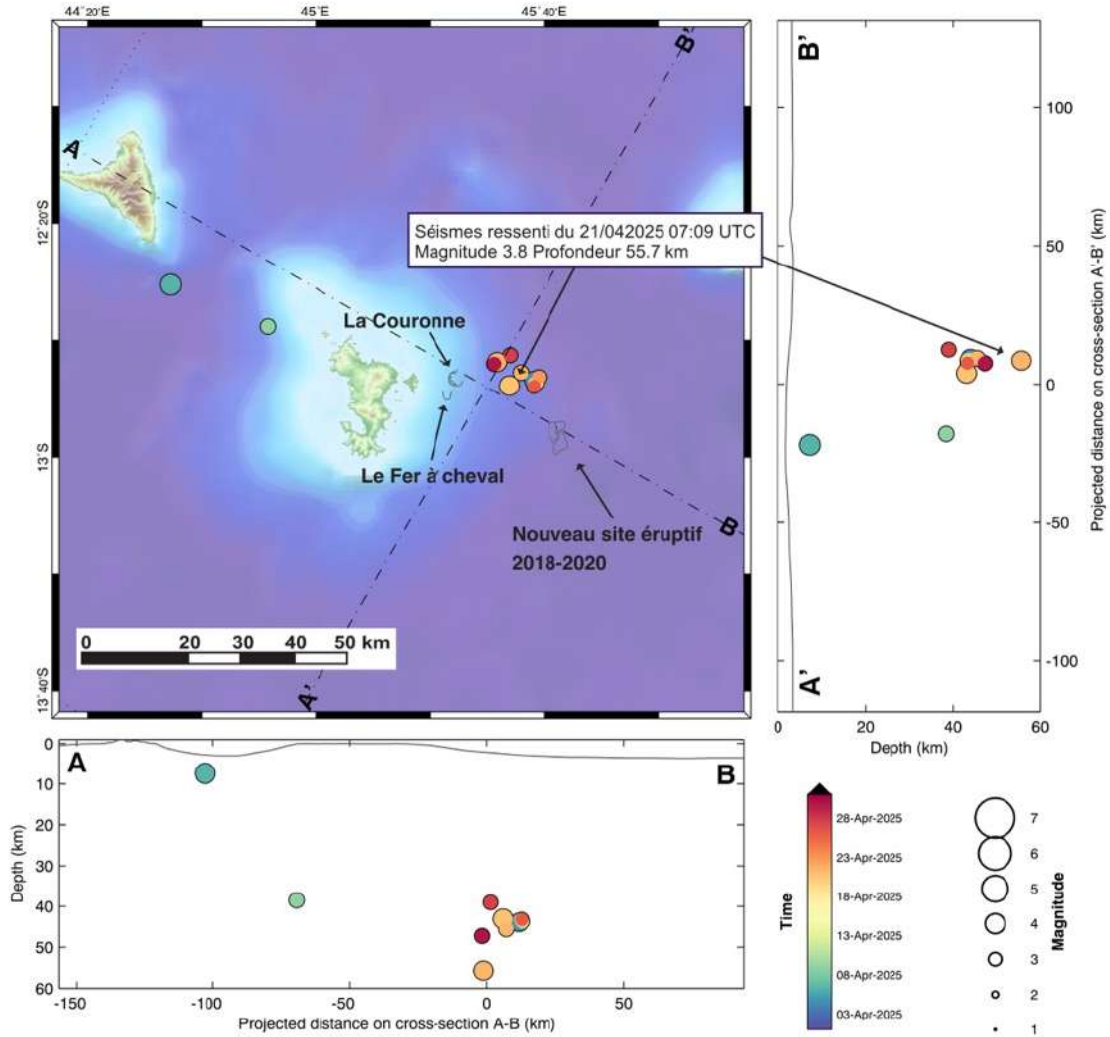 44°20'E
45°E
45°40'E
B'
A
12°20'S
Séismes ressenti du 21/042025 07:09 UTC
Magnitude 3.8 Profondeur 55.7 km
La Couronne
13°S
Le Fer à cheval
B
Nouveau site éruptif
2018-2020
0 20 30 40 50 km
13°40'S
A'
B'
100
50
0
-50
-100
Projected distance on cross-section A'-B' (km)
A'
0 20 40 60
Depth (km)
A
B
0
10
20
30
40
50
60
Depth (km)
-150 -100 -50 0 50
Projected distance on cross-section A-B (km)
Time
28-Apr-2025
23-Apr-2025
18-Apr-2025
13-Apr-2025
08-Apr-2025
03-Apr-2025
7
6
5
4
3
2
1
Magnitude